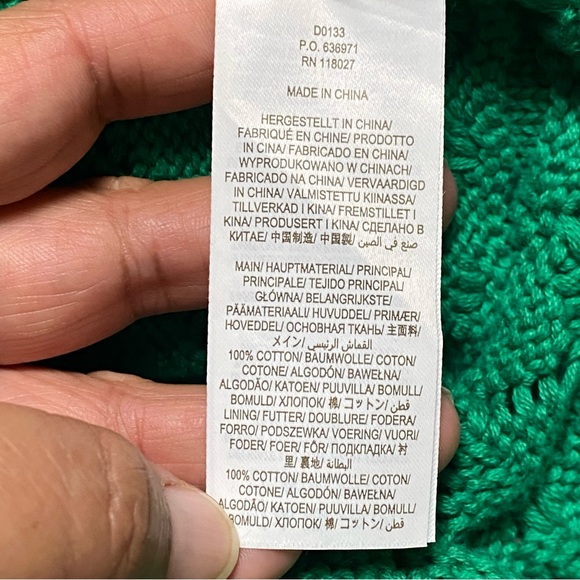 D0133
P.O. 636971
RN 118027
MADE IN CHINA
HERGESTELLT IN CHINA/
FABRIQUÉ EN CHINE/ PRODOTTO
IN CINA/ FABRICADO EN CHINA/
WYPRODUKOWANO W CHINACH/
FABRICADO NA CHINA/ VERVAARDIGD
IN CHINA/ VALMISTETTU KIINASSA/
TILLVERKAD I KINA/ FREMSTILLET I
KINA/ PRODUSERT I KINA/ СДЕЛАНО В
КИТАЕ/ 中国制造/ 中国製/ صنع في الصين
MAIN/ HAUPTMATERIAL/ PRINCIPAL/
PRINCIPALE/ TEJIDO PRINCIPAL/
GŁÓWNA/ BELANGRIJKSTE/
PÄÄMATERIAALI/ HUVUDDEL/ PRIMÆR/
HOVEDDEL/ ОСНОВНАЯ ТКАНЬ/ 主面料/
メイン/ القماش الرئيسي/
100% COTTON/ BAUMWOLLE/ COTON/
COTONE/ ALGODÓN/ BAWEŁNA/
ALGODÃO/ KATOEN/ PUUVILLA/ BOMULL/
BOMULD/ ХЛОПОК/ 棉/ コットン/ قطن/
LINING/ FUTTER/ DOUBLURE/ FODERA/
FORRO/ PODSZEWKA/ VOERING/ VUORI/
FODER/ FOER/ FÔR/ ПОДКЛАДКА/ 衬
里/ 裏地/ البطانة/
100% COTTON/ BAUMWOLLE/ COTON/
COTONE/ ALGODÓN/ BAWEŁNA/
ALGODÃO/ KATOEN/ PUUVILLA/ BOMULL/
BOMULD/ ХЛОПОК/ 棉/ コットン/ قطن